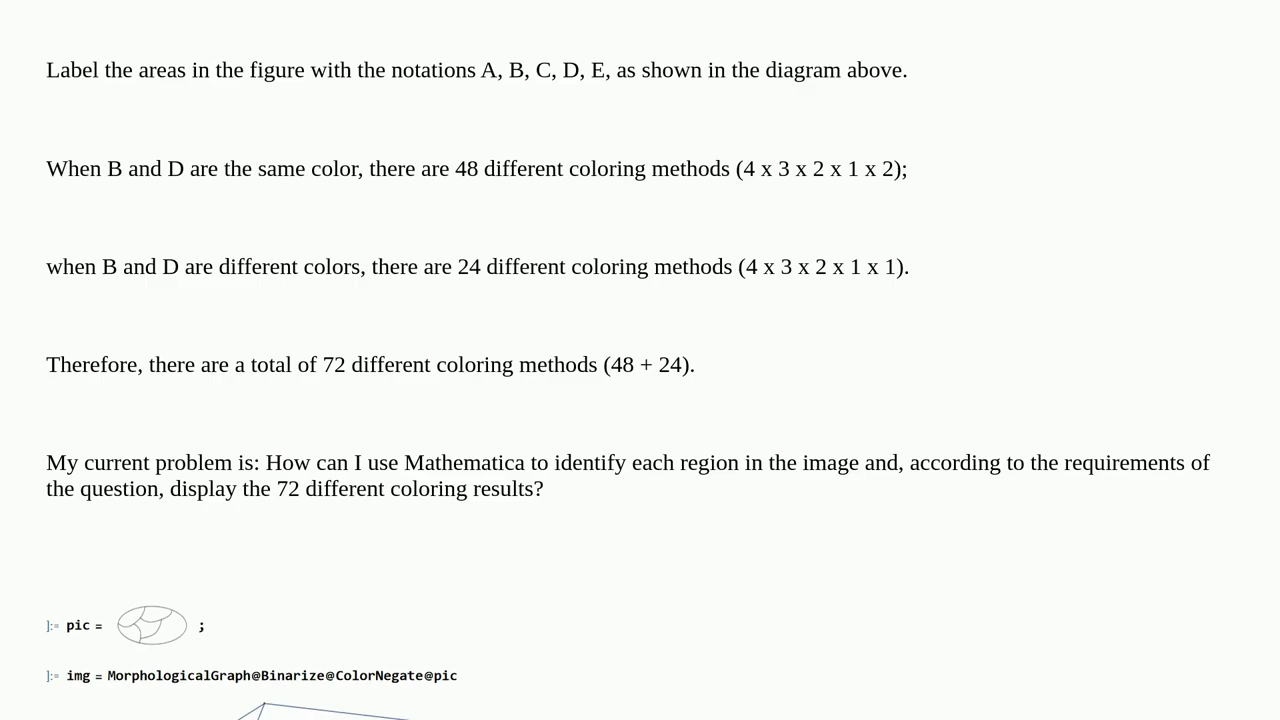 Label the areas in the figure with the notations A, B, C, D, E, as shown in the diagram above.
When B and D are the same color, there are 48 different coloring methods (4 x 3 x 2 x 1 x 2);
when B and D are different colors, there are 24 different coloring methods (4 x 3 x 2 x 1 x 1).
Therefore, there are a total of 72 different coloring methods (48 + 24).
My current problem is: How can I use Mathematica to identify each region in the image and, according to the requirements of
the question, display the 72 different coloring results?
]:= pic = ;
]:= img = MorphologicalGraph@Binarize@ColorNegate@pic